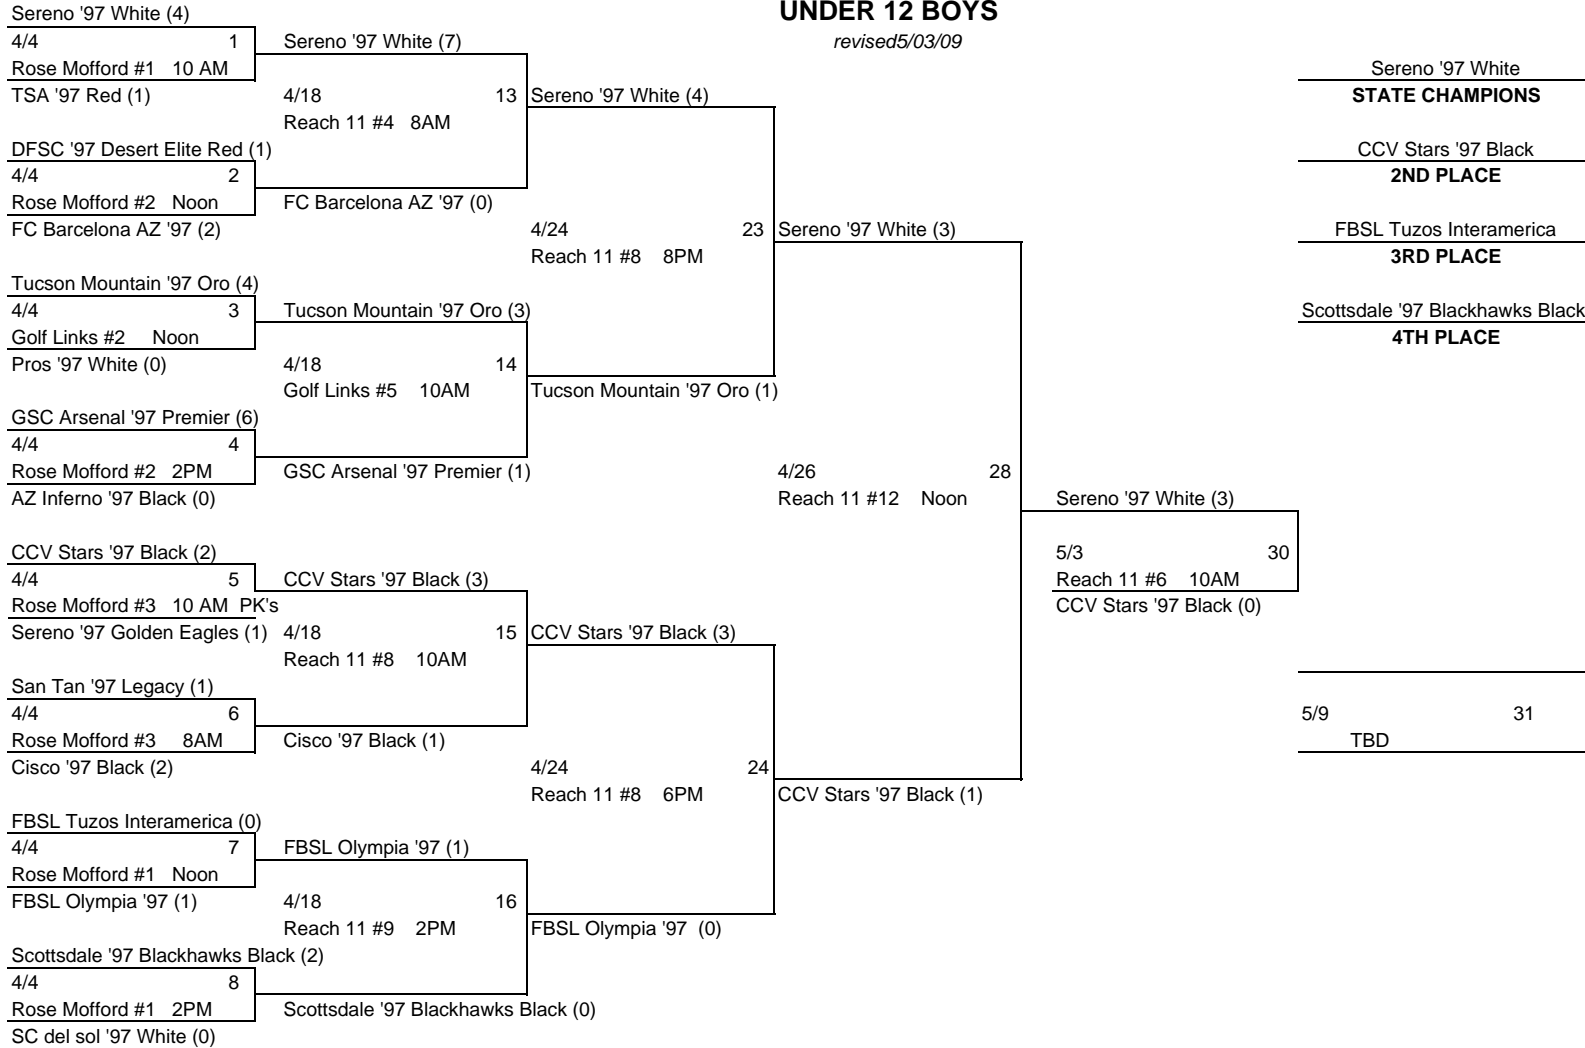 UNDER 12 BOYS
revised5/03/09
Sereno '97 White (4)
4/4 1
Rose Mofford #1 10 AM
TSA '97 Red (1)
DFSC '97 Desert Elite Red (1)
4/4 2
Rose Mofford #2 Noon
FC Barcelona AZ '97 (2)
Tucson Mountain '97 Oro (4)
4/4 3
Golf Links #2 Noon
Pros '97 White (0)
GSC Arsenal '97 Premier (6)
4/4 4
Rose Mofford #2 2PM
AZ Inferno '97 Black (0)
CCV Stars '97 Black (2)
4/4 5
Rose Mofford #3 10 AM PK's
Sereno '97 Golden Eagles (1)
San Tan '97 Legacy (1)
4/4 6
Rose Mofford #3 8AM
Cisco '97 Black (2)
FBSL Tuzos Interamerica (0)
4/4 7
Rose Mofford #1 Noon
FBSL Olympia '97 (1)
Scottsdale '97 Blackhawks Black (2)
4/4 8
Rose Mofford #1 2PM
SC del sol '97 White (0)
Sereno '97 White (7)
4/18 13
Reach 11 #4 8AM
FC Barcelona AZ '97 (0)
Tucson Mountain '97 Oro (3)
4/18 14
Golf Links #5 10AM
GSC Arsenal '97 Premier (1)
CCV Stars '97 Black (3)
4/18 15
Reach 11 #8 10AM
Cisco '97 Black (1)
FBSL Olympia '97 (1)
4/18 16
Reach 11 #9 2PM
Scottsdale '97 Blackhawks Black (0)
Sereno '97 White (4)
4/24 23
Reach 11 #8 8PM
Tucson Mountain '97 Oro (1)
CCV Stars '97 Black (3)
4/24 24
Reach 11 #8 6PM
FBSL Olympia '97 (0)
Sereno '97 White (3)
4/26 28
Reach 11 #12 Noon
CCV Stars '97 Black (1)
Sereno '97 White (3)
5/3 30
Reach 11 #6 10AM
CCV Stars '97 Black (0)
Sereno '97 White
STATE CHAMPIONS
CCV Stars '97 Black
2ND PLACE
FBSL Tuzos Interamerica
3RD PLACE
Scottsdale '97 Blackhawks Black
4TH PLACE
5/9 31
TBD